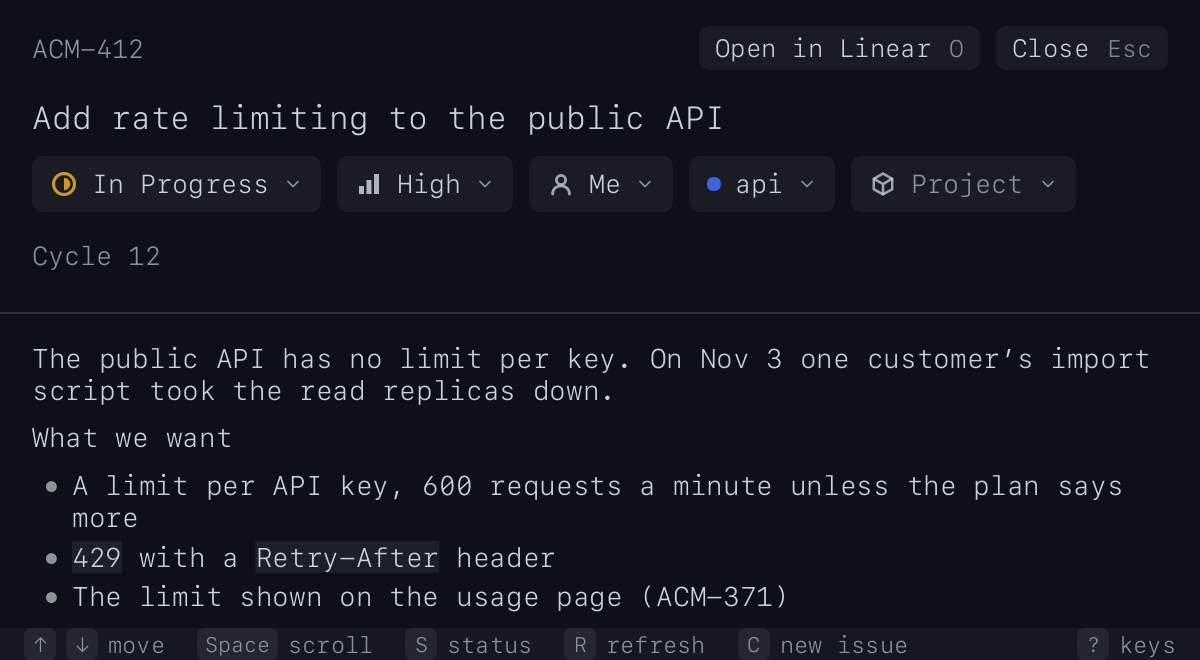 ACM-412
Open in Linear O
Close Esc
Add rate limiting to the public API
In Progress
High
Me
api
Project
Cycle 12
The public API has no limit per key. On Nov 3 one customer’s import
script took the read replicas down.
What we want
• A limit per API key, 600 requests a minute unless the plan says
more
• 429 with a Retry-After header
• The limit shown on the usage page (ACM-371)
↑ ↓ move Space scroll S status R refresh C new issue ? keys